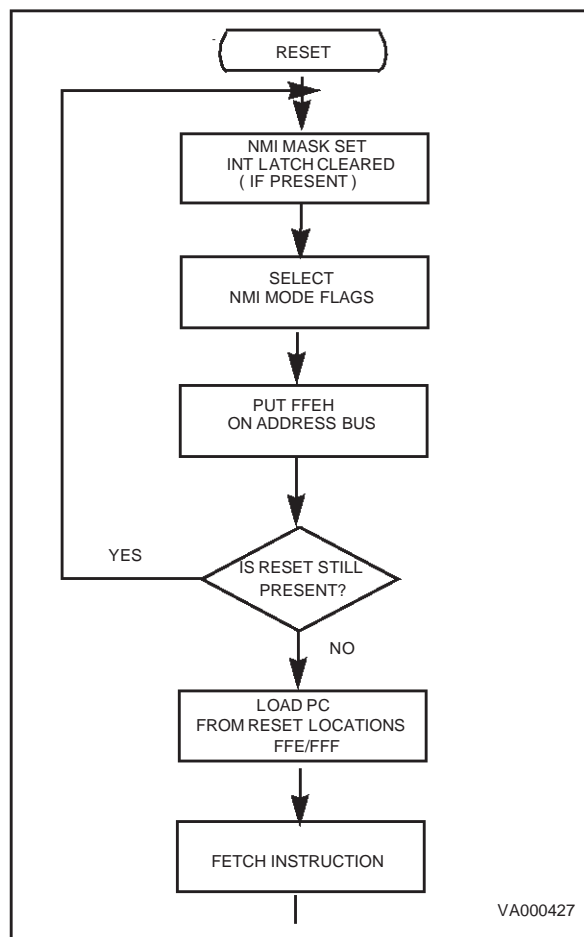 RESET
NMI MASK SET
INT LATCH CLEARED
( IF PRESENT )
SELECT
NMI MODE FLAGS
PUT FFEH
ON ADDRESS BUS
YES
IS RESET STILL
PRESENT?
NO
LOAD PC
FROM RESET LOCATIONS
FFE/FFF
FETCH INSTRUCTION
VA000427